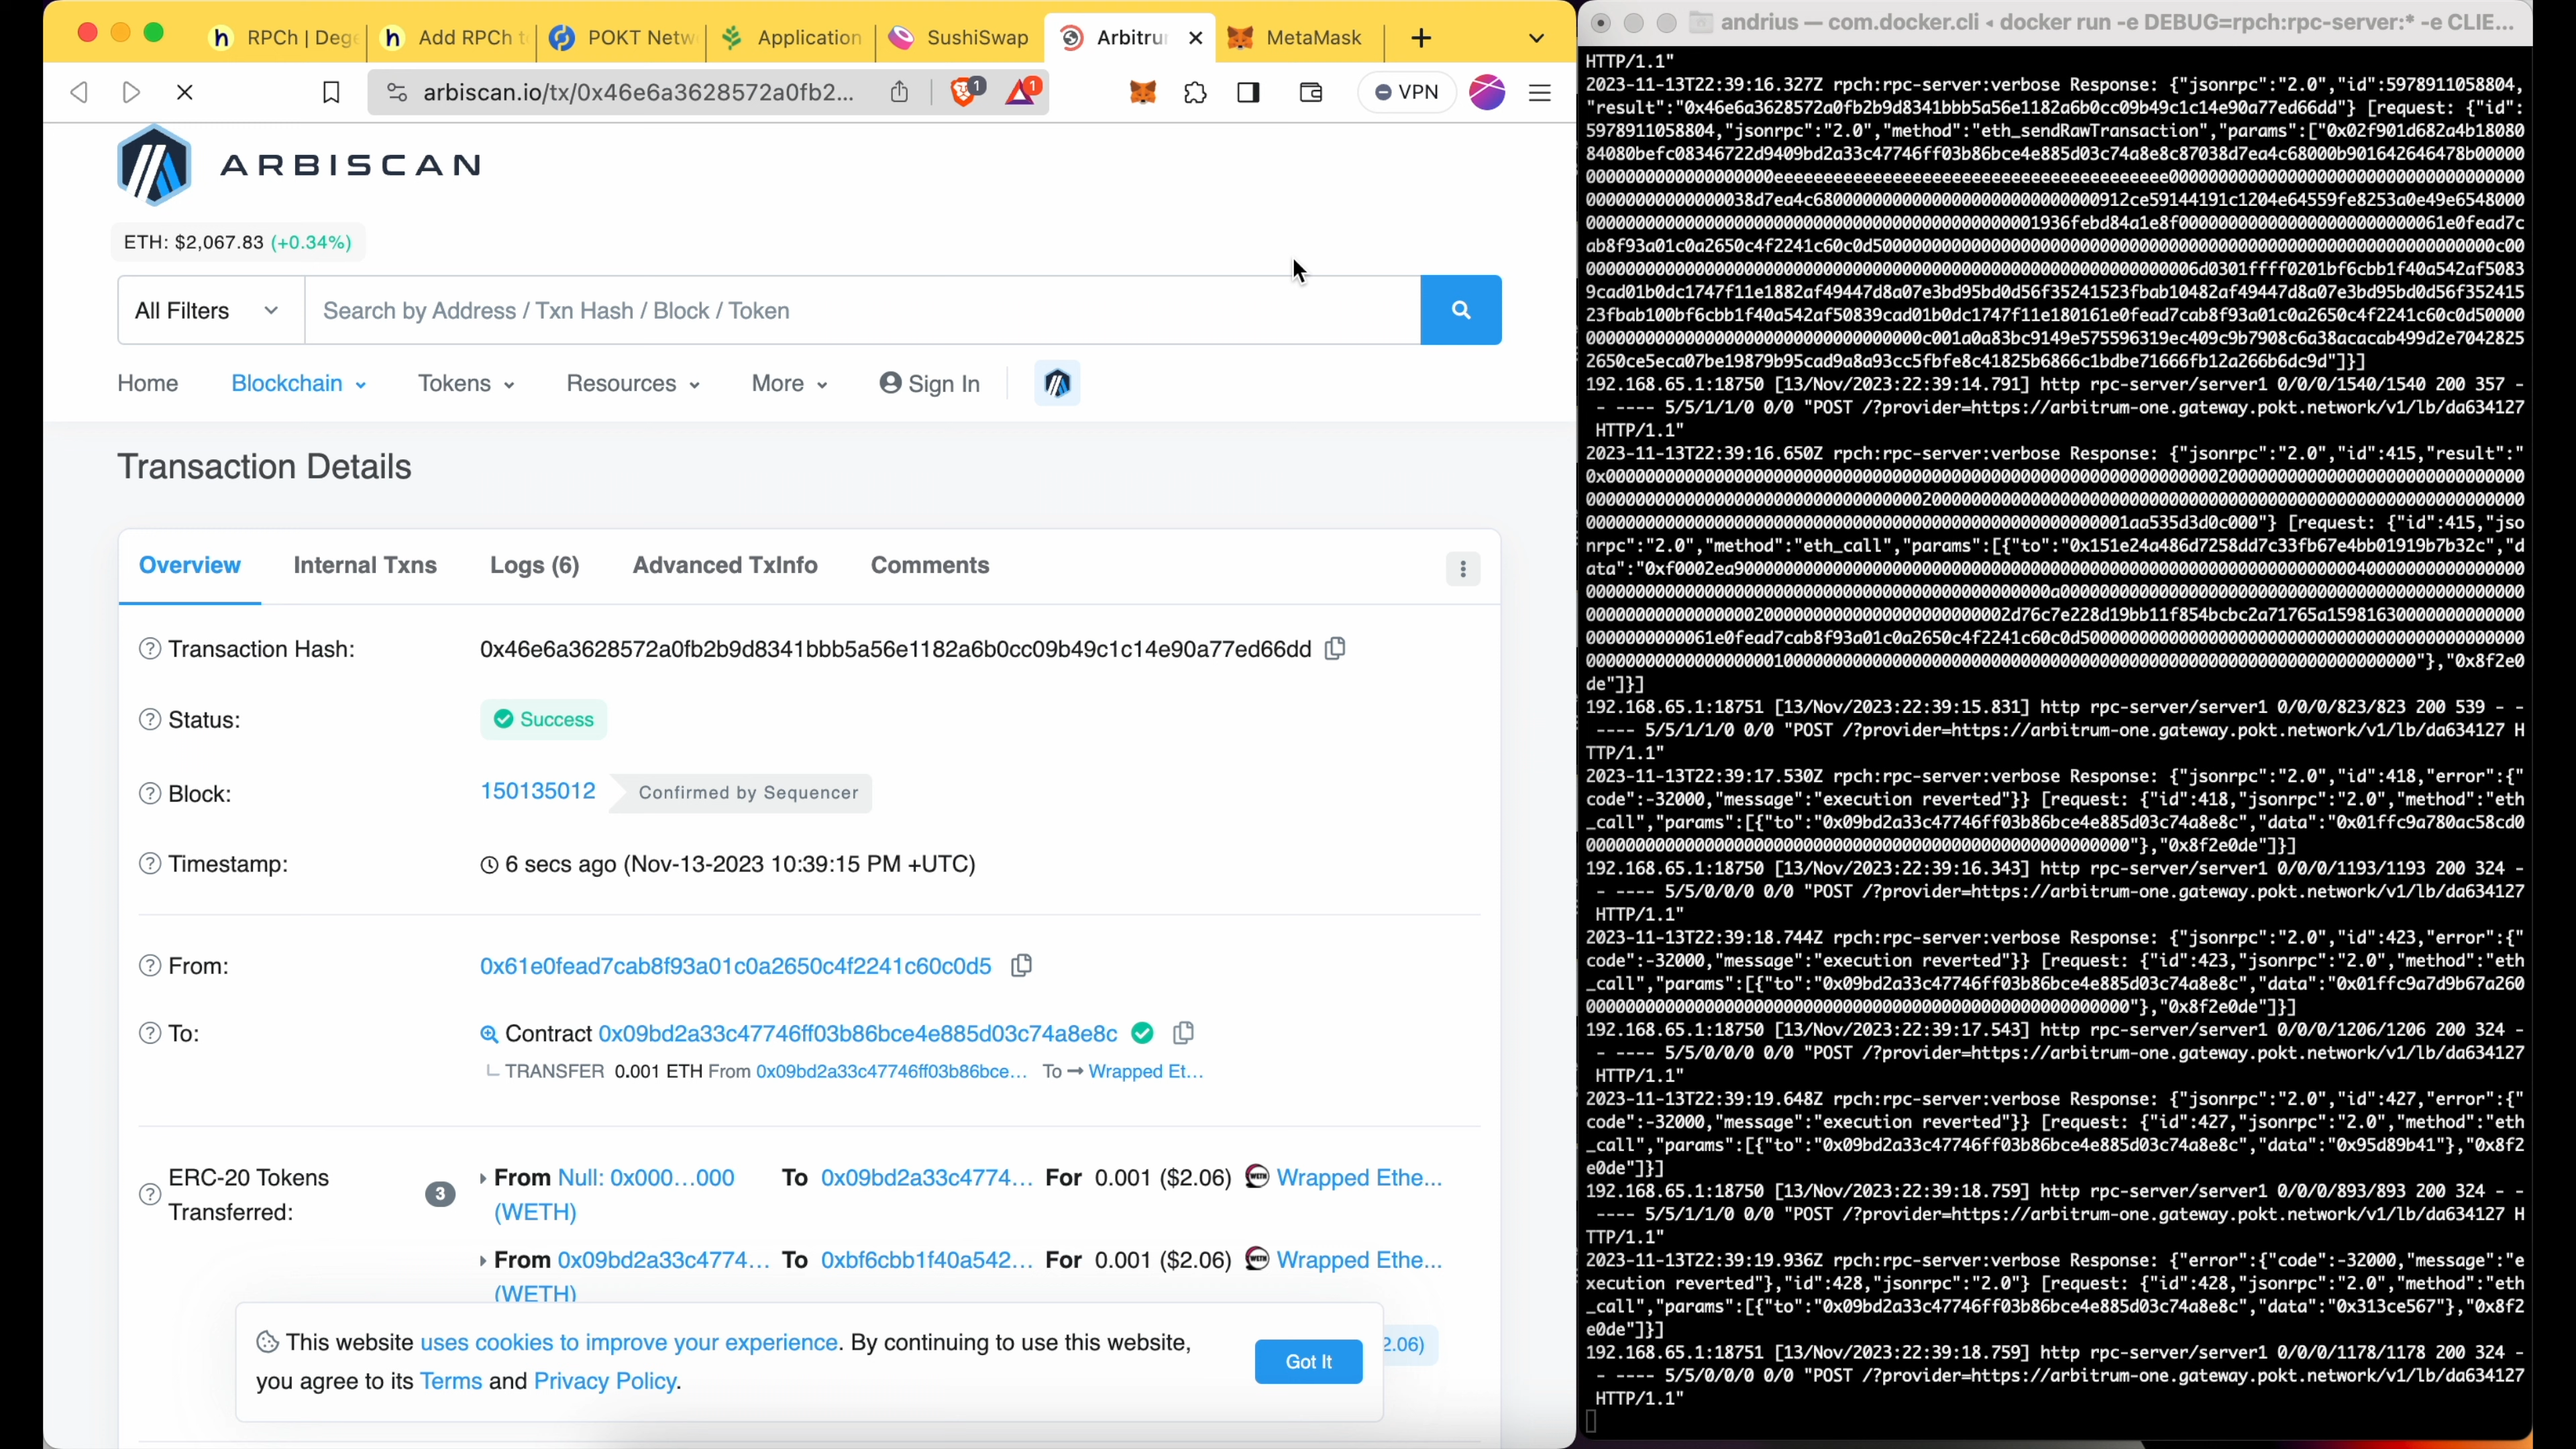 RPCh | Dege
Add RPCh t
POKT Netw
Application
SushiSwap
Arbitru
MetaMask
arbiscan.io/tx/0x46e6a3628572a0fb2...
1
1
VPN
ARBISCAN
ETH: $2,067.83 (+0.34%)
All Filters
Search by Address / Txn Hash / Block / Token
Home
Blockchain
Tokens
Resources
More
Sign In
Transaction Details
Overview
Internal Txns
Logs (6)
Advanced TxInfo
Comments
Transaction Hash:
0x46e6a3628572a0fb2b9d8341bbb5a56e1182a6b0cc09b49c1c14e90a77ed66dd
Status:
Success
Block:
150135012
Confirmed by Sequencer
Timestamp:
6 secs ago (Nov-13-2023 10:39:15 PM +UTC)
From:
0x61e0fead7cab8f93a01c0a2650c4f2241c60c0d5
To:
Contract 0x09bd2a33c47746ff03b86bce4e885d03c74a8e8c
TRANSFER 0.001 ETH From 0x09bd2a33c47746ff03b86bce... To → Wrapped Et...
ERC-20 Tokens
Transferred:
3
From Null: 0x000...000 To 0x09bd2a33c4774... For 0.001 ($2.06) Wrapped Ethe...
(WETH)
From 0x09bd2a33c4774... To 0xbf6cbb1f40a542... For 0.001 ($2.06) Wrapped Ethe...
(WETH)
2.06)
This website uses cookies to improve your experience. By continuing to use this website,
you agree to its Terms and Privacy Policy.
Got It
andrius — com.docker.cli ◂ docker run -e DEBUG=rpch:rpc-server:* -e CLIE...
HTTP/1.1"
2023-11-13T22:39:16.327Z rpch:rpc-server:verbose Response: {"jsonrpc":"2.0","id":5978911058804,
"result":"0x46e6a3628572a0fb2b9d8341bbb5a56e1182a6b0cc09b49c1c14e90a77ed66dd"} [request: {"id":
5978911058804,"jsonrpc":"2.0","method":"eth_sendRawTransaction","params":["0x02f901d682a4b18080
84080befc08346722d9409bd2a33c47746ff03b86bce4e885d03c74a8e8c87038d7ea4c68000b901642646478b00000
9cad01b0dc1747f11e1882af49447d8a07e3bd95bd0d56f35241523fbab10482af49447d8a07e3bd95bd0d56f352415
23fbab100bf6cbb1f40a542af50839cad01b0dc1747f11e180161e0fead7cab8f93a01c0a2650c4f2241c60c0d50000
2650ce5eca07be19879b95cad9a8a93cc5fbfe8c41825b6866c1bdbe71666fb12a266b6dc9d"]}]
192.168.65.1:18750 [13/Nov/2023:22:39:14.791] http rpc-server/server1 0/0/0/1540/1540 200 357 -
- ---- 5/5/1/1/0 0/0 "POST /?provider=https://arbitrum-one.gateway.pokt.network/v1/lb/da634127
HTTP/1.1"
2023-11-13T22:39:16.650Z rpch:rpc-server:verbose Response: {"jsonrpc":"2.0","id":415,"result":"
nrpc":"2.0","method":"eth_call","params":[{"to":"0x151e24a486d7258dd7c33fb67e4bb01919b7b32c","d
de"]}]
192.168.65.1:18751 [13/Nov/2023:22:39:15.831] http rpc-server/server1 0/0/0/823/823 200 539 - -
---- 5/5/1/1/0 0/0 "POST /?provider=https://arbitrum-one.gateway.pokt.network/v1/lb/da634127 H
TTP/1.1"
2023-11-13T22:39:17.530Z rpch:rpc-server:verbose Response: {"jsonrpc":"2.0","id":418,"error":{"
code":-32000,"message":"execution reverted"}} [request: {"id":418,"jsonrpc":"2.0","method":"eth
_call","params":[{"to":"0x09bd2a33c47746ff03b86bce4e885d03c74a8e8c","data":"0x01ffc9a780ac58cd0
192.168.65.1:18750 [13/Nov/2023:22:39:16.343] http rpc-server/server1 0/0/0/1193/1193 200 324 -
- ---- 5/5/0/0/0 0/0 "POST /?provider=https://arbitrum-one.gateway.pokt.network/v1/lb/da634127
HTTP/1.1"
2023-11-13T22:39:18.744Z rpch:rpc-server:verbose Response: {"jsonrpc":"2.0","id":423,"error":{"
code":-32000,"message":"execution reverted"}} [request: {"id":423,"jsonrpc":"2.0","method":"eth
_call","params":[{"to":"0x09bd2a33c47746ff03b86bce4e885d03c74a8e8c","data":"0x01ffc9a7d9b67a260
192.168.65.1:18750 [13/Nov/2023:22:39:17.543] http rpc-server/server1 0/0/0/1206/1206 200 324 -
- ---- 5/5/0/0/0 0/0 "POST /?provider=https://arbitrum-one.gateway.pokt.network/v1/lb/da634127
HTTP/1.1"
2023-11-13T22:39:19.648Z rpch:rpc-server:verbose Response: {"jsonrpc":"2.0","id":427,"error":{"
code":-32000,"message":"execution reverted"}} [request: {"id":427,"jsonrpc":"2.0","method":"eth
_call","params":[{"to":"0x09bd2a33c47746ff03b86bce4e885d03c74a8e8c","data":"0x95d89b41"},"0x8f2
e0de"]}]
192.168.65.1:18750 [13/Nov/2023:22:39:18.759] http rpc-server/server1 0/0/0/893/893 200 324 - -
---- 5/5/1/1/0 0/0 "POST /?provider=https://arbitrum-one.gateway.pokt.network/v1/lb/da634127 H
TTP/1.1"
2023-11-13T22:39:19.936Z rpch:rpc-server:verbose Response: {"error":{"code":-32000,"message":"e
xecution reverted"},"id":428,"jsonrpc":"2.0"} [request: {"id":428,"jsonrpc":"2.0","method":"eth
_call","params":[{"to":"0x09bd2a33c47746ff03b86bce4e885d03c74a8e8c","data":"0x313ce567"},"0x8f2
e0de"]}]
192.168.65.1:18751 [13/Nov/2023:22:39:18.759] http rpc-server/server1 0/0/0/1178/1178 200 324 -
- ---- 5/5/0/0/0 0/0 "POST /?provider=https://arbitrum-one.gateway.pokt.network/v1/lb/da634127
HTTP/1.1"